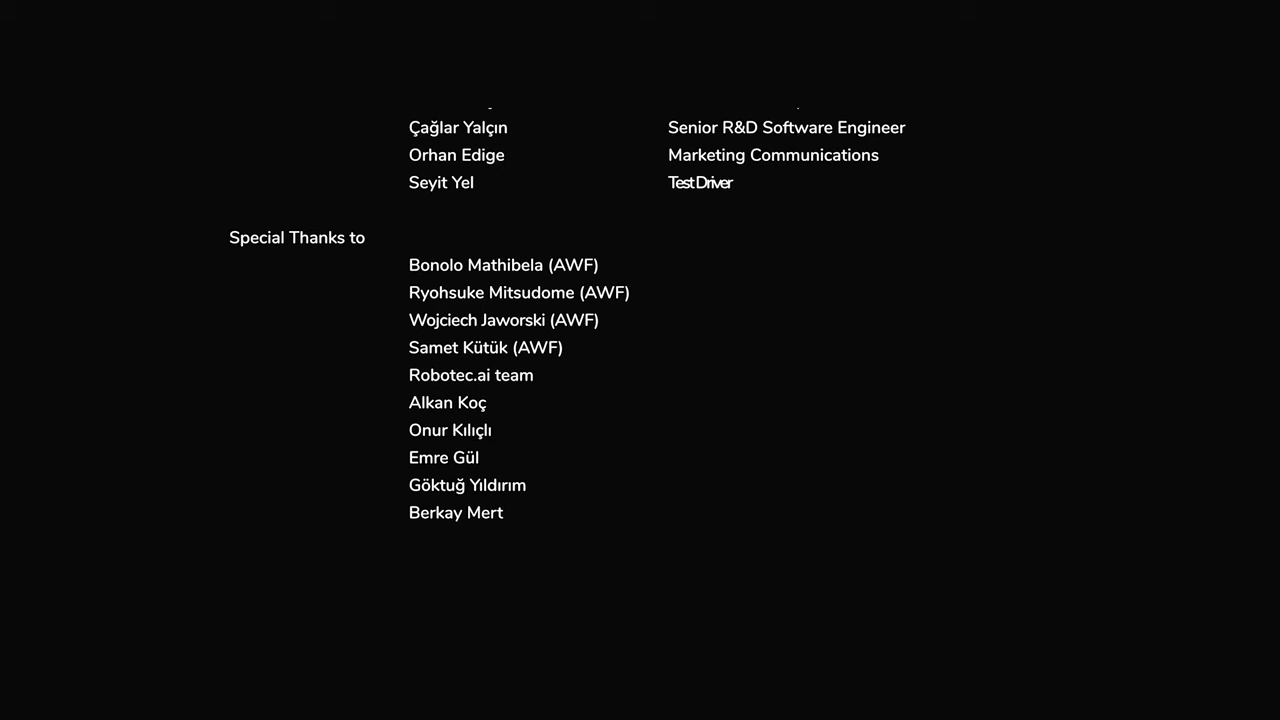 Çağlar Yalçın Senior R&D Software Engineer
Orhan Edige Marketing Communications
Seyit Yel Test Driver
Special Thanks to
Bonolo Mathibela (AWF)
Ryohsuke Mitsudome (AWF)
Wojciech Jaworski (AWF)
Samet Kütük (AWF)
Robotec.ai team
Alkan Koç
Onur Kılıçlı
Emre Gül
Göktuğ Yıldırım
Berkay Mert